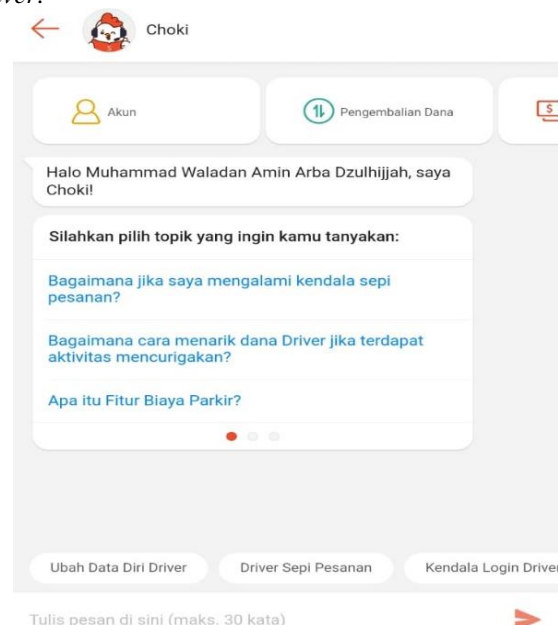 Choki
Akun
Pengembalian Dana
Halo Muhammad Waladan Amin Arba Dzulhijjah, saya
Choki!
Silahkan pilih topik yang ingin kamu tanyakan:
Bagaimana jika saya mengalami kendala sepi
pesanan?
Bagaimana cara menarik dana Driver jika terdapat
aktivitas mencurigakan?
Apa itu Fitur Biaya Parkir?
Ubah Data Diri Driver
Driver Sepi Pesanan
Kendala Login Driver
Tulis pesan di sini (maks. 30 kata)